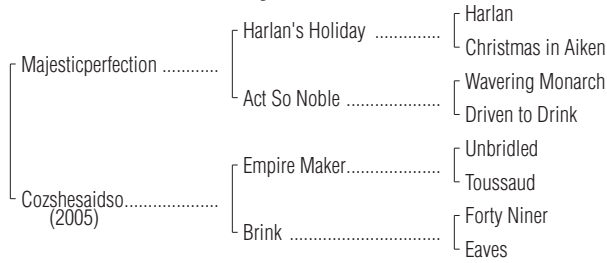 Harlan
Harlan's Holiday ..............
Christmas in Aiken
Majesticperfection ............
Wavering Monarch
Act So Noble ....................
Driven to Drink
Unbridled
Empire Maker....................
Toussaud
Cozshesaidso....................
(2005)
Forty Niner
Brink ................................
Eaves